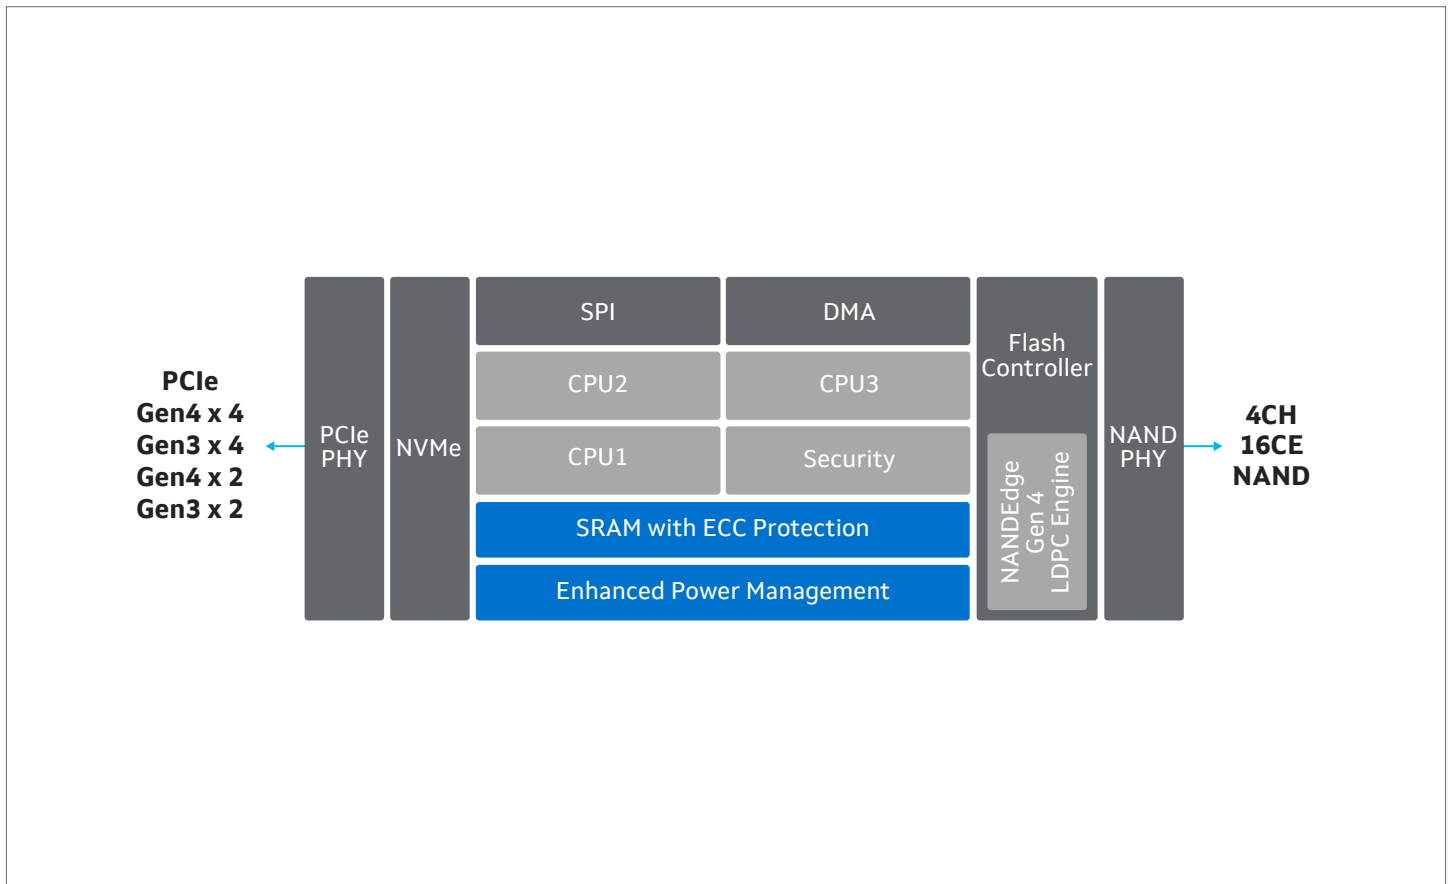 PCIe
Gen4 x 4
Gen3 x 4
Gen4 x 2
Gen3 x 2
PCIe
PHY
NVMe
SPI
DMA
CPU2
CPU3
CPU1
Security
SRAM with ECC Protection
Enhanced Power Management
Flash
Controller
NANDEdge
Gen 4
LDPC Engine
NAND
PHY
4CH
16CE
NAND